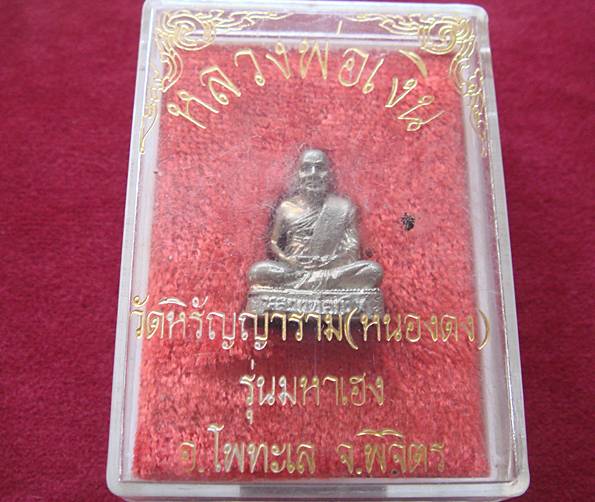 หลวงพ่อเงิน
วัดหิรัญญาราม(หนองดง)
รุ่นมหาเฮง
อ.โพทะเล จ.พิจิตร